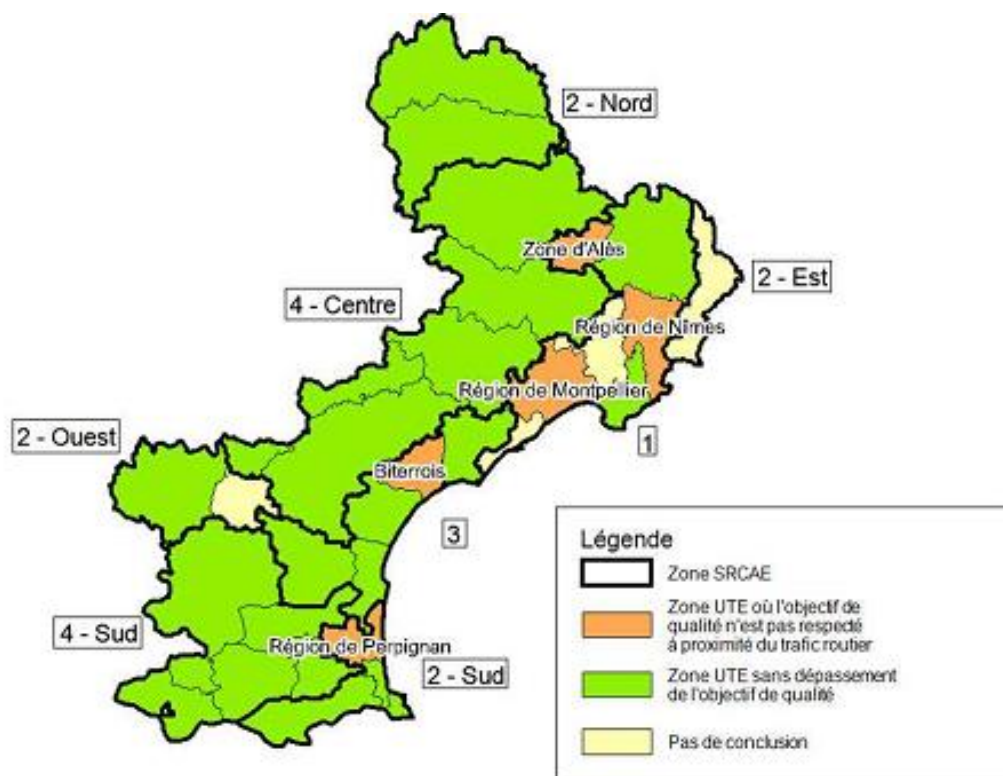 2 - Nord
Zone d'Alès
2 - Est
4 - Centre
Région de Nîmes
Région de Montpellier
2 - Ouest
1
Biterrois
3
4 - Sud
Région de Perpignan
2 - Sud
Légende
Zone SRCAE
Zone UTE où l'objectif de
qualité n'est pas respecté
à proximité du trafic routier
Zone UTE sans dépassement
de l'objectif de qualité
Pas de conclusion